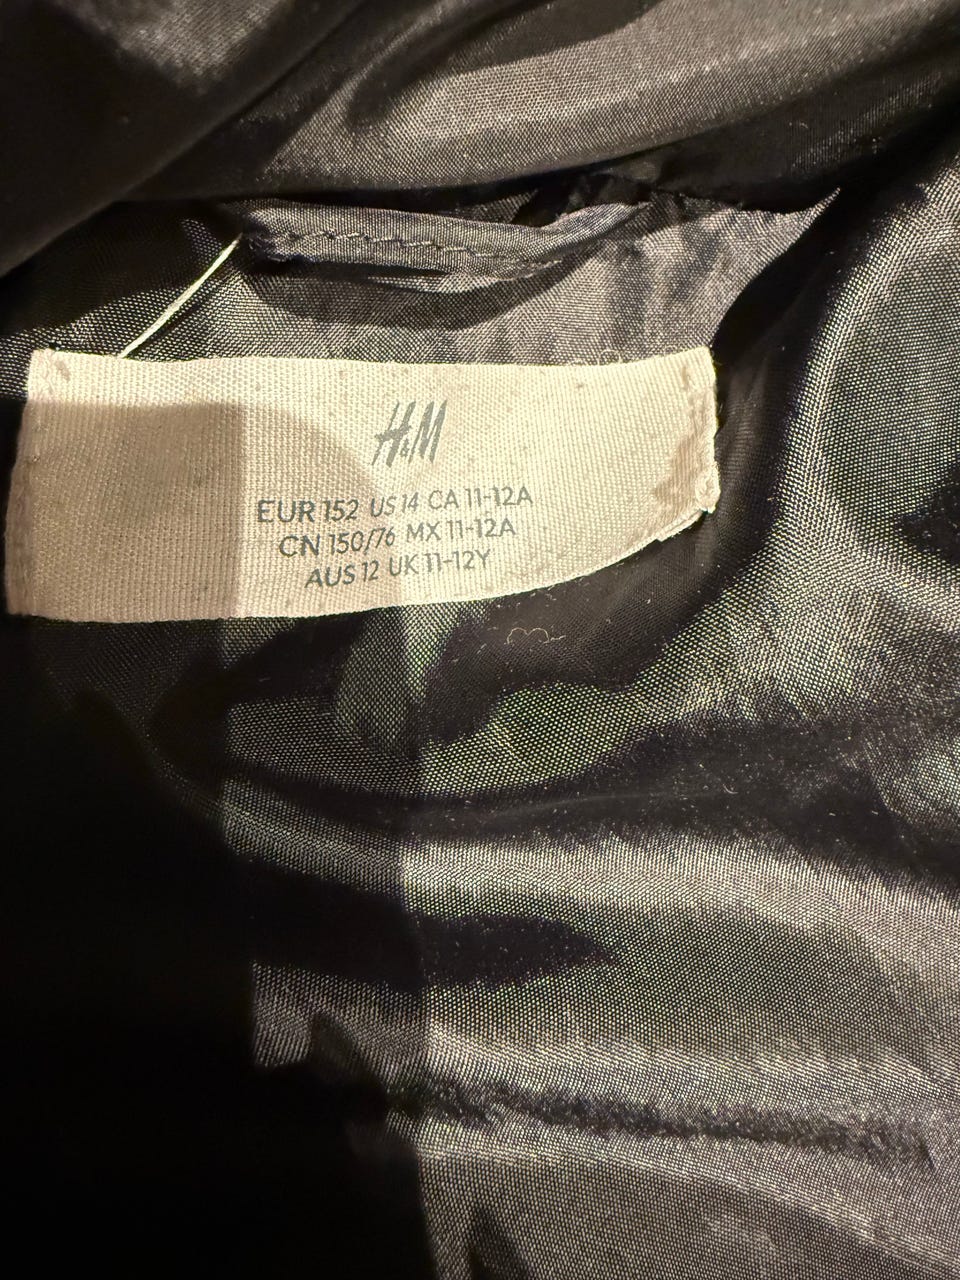 H&M
EUR 152 US 14 CA 11-12A
CN 150/76 MX 11-12A
AUS 12 UK 11-12Y